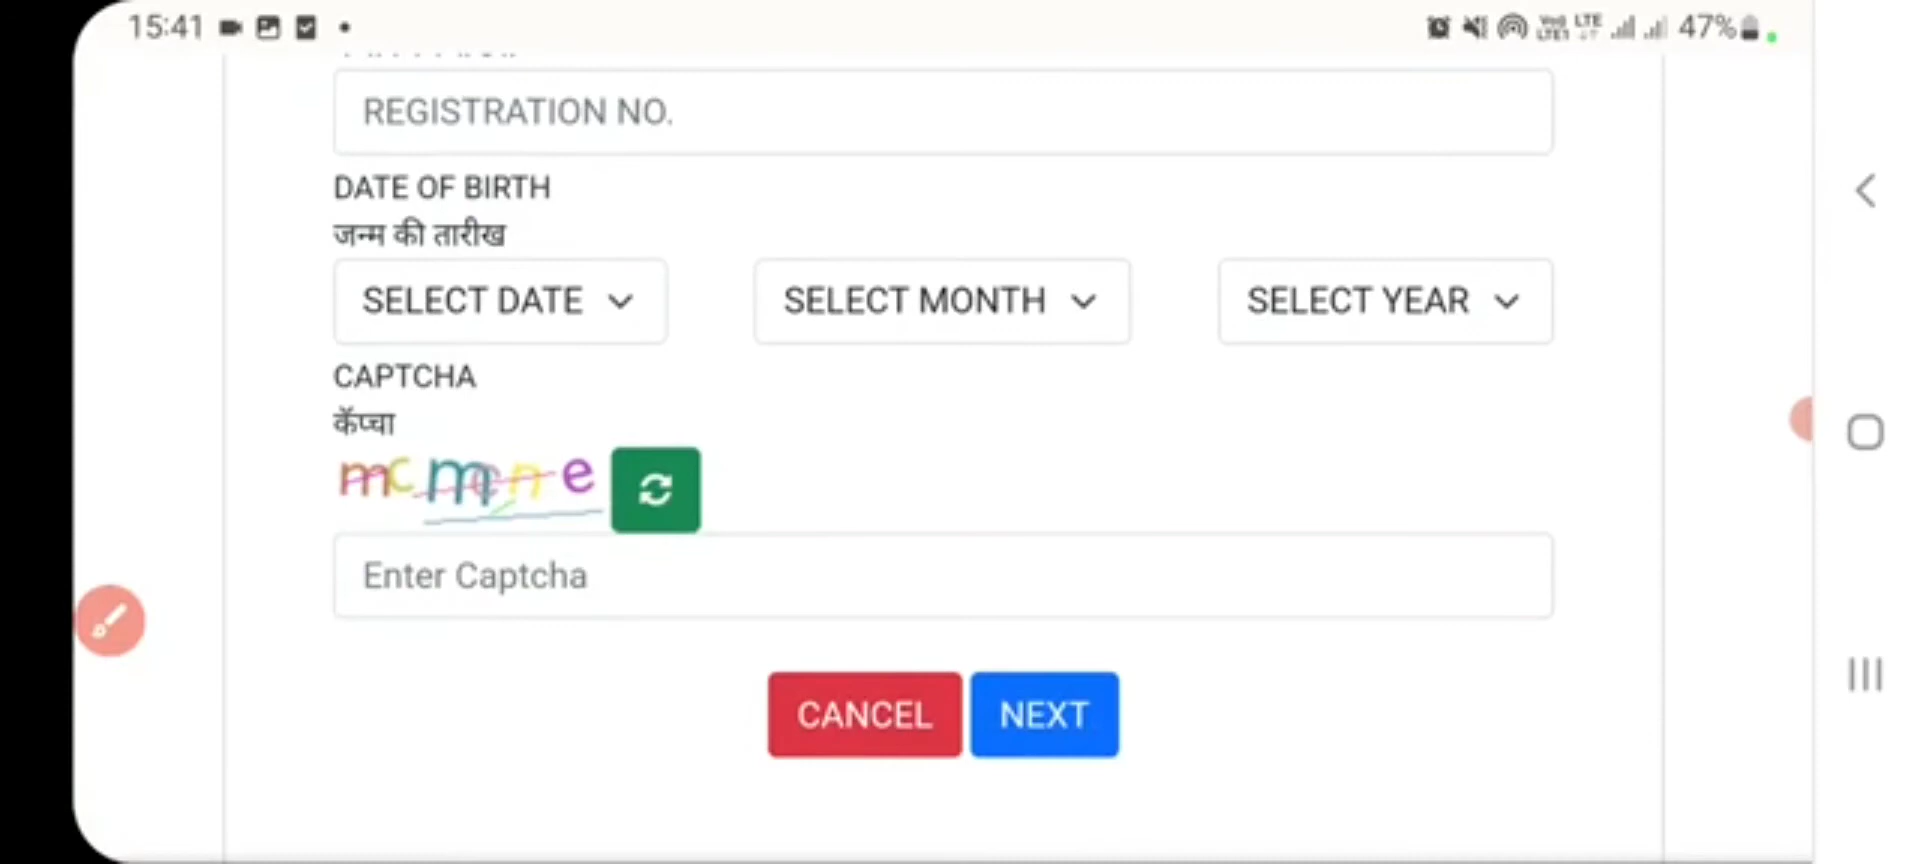 15:41
47%
REGISTRATION NO.
DATE OF BIRTH
जन्म की तारीख
SELECT DATE SELECT MONTH SELECT YEAR
CAPTCHA
कॅप्चा
Enter Captcha
CANCEL NEXT